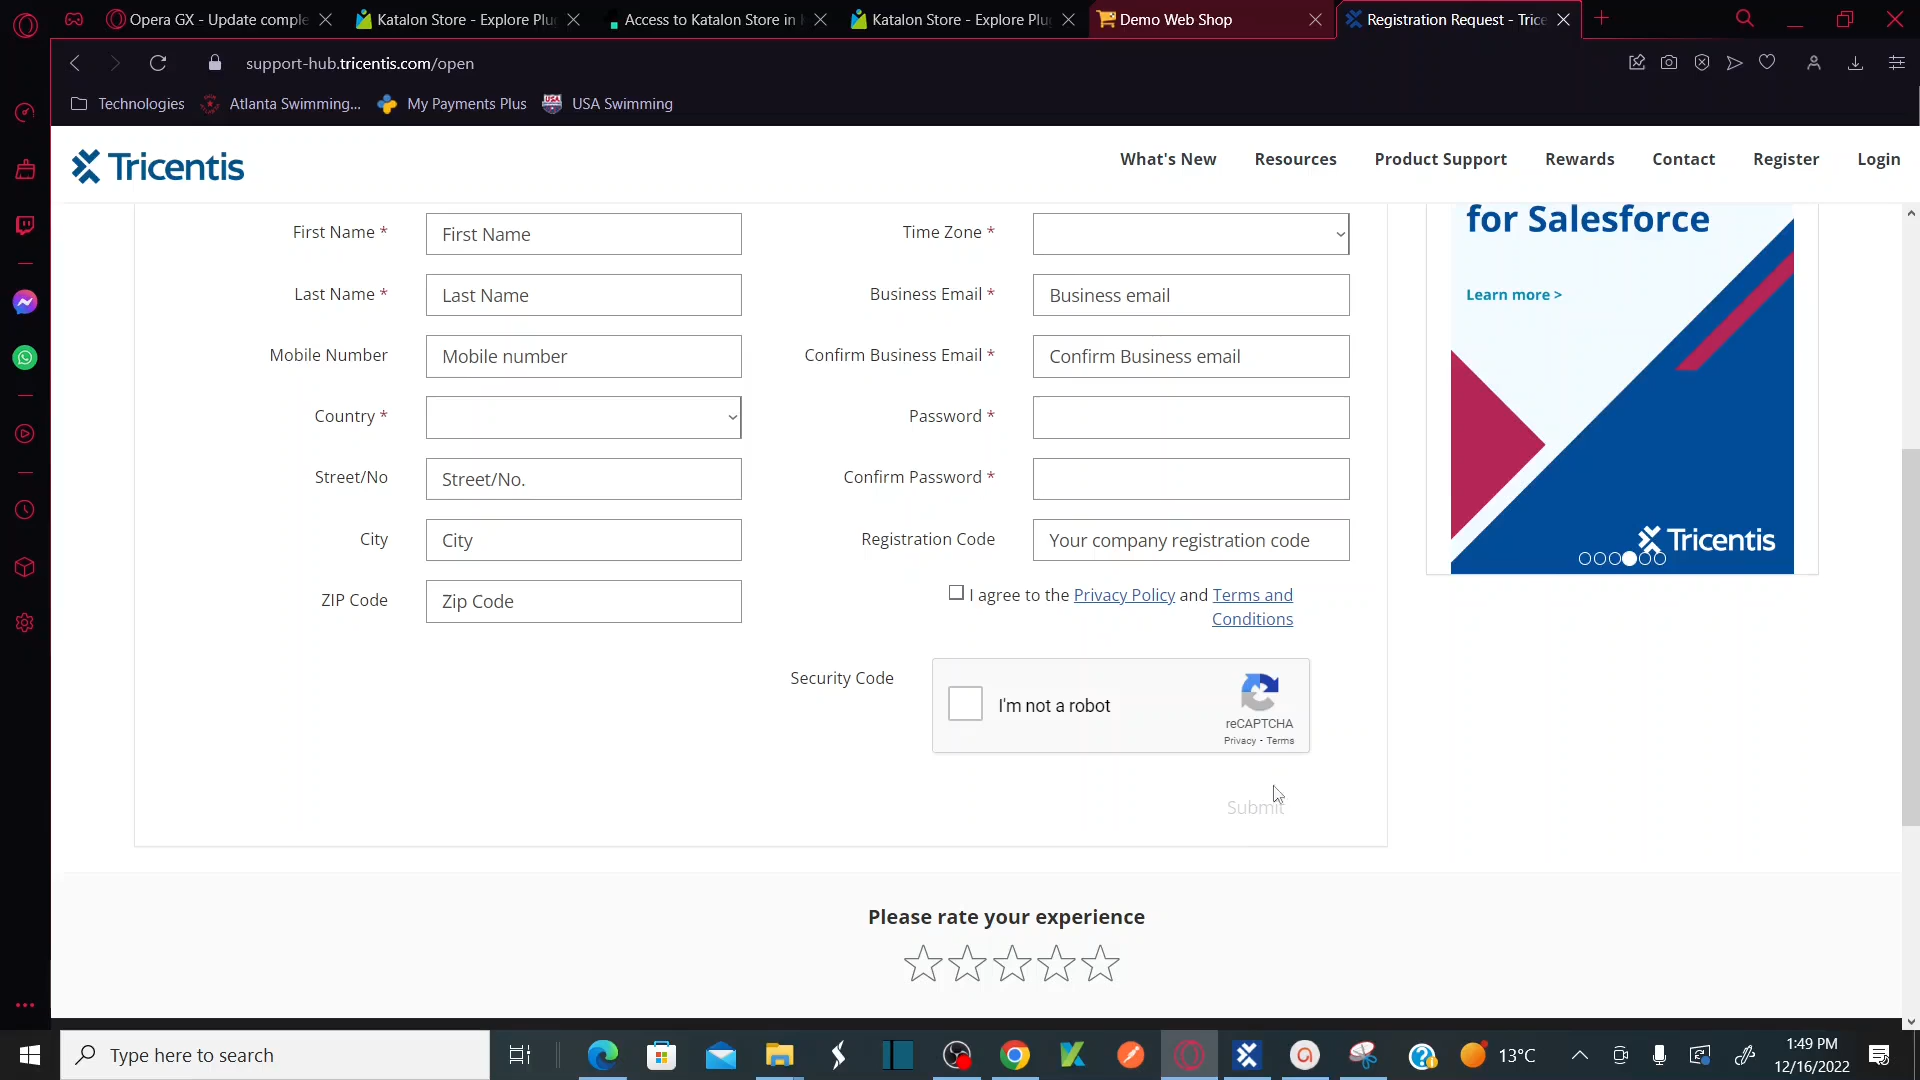 Opera GX - Update comple
Katalon Store - Explore Plu
Access to Katalon Store in
Katalon Store - Explore Plu
Demo Web Shop
Registration Request - Trice
support-hub.tricentis.com/open
Technologies
Atlanta Swimming...
My Payments Plus
USA Swimming
Tricentis
What's New
Resources
Product Support
Rewards
Contact
Register
Login
First Name *
First Name
Time Zone *
for Salesforce
Last Name *
Last Name
Business Email *
Business email
Learn more >
Mobile Number
Mobile number
Confirm Business Email *
Confirm Business email
Country *
Password *
Street/No
Street/No.
Confirm Password *
City
City
Registration Code
Your company registration code
Tricentis
ZIP Code
Zip Code
I agree to the Privacy Policy and Terms and
Conditions
Security Code
I'm not a robot
reCAPTCHA
Privacy - Terms
Submit
Please rate your experience
Type here to search
13°C
1:49 PM
12/16/2022